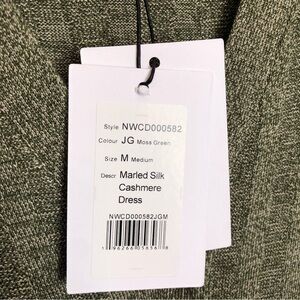 Style NWCD000582
Colour JG Moss Green
Size M Medium
Descr Marled Silk
Cashmere
Dress
NWCD000582JGM